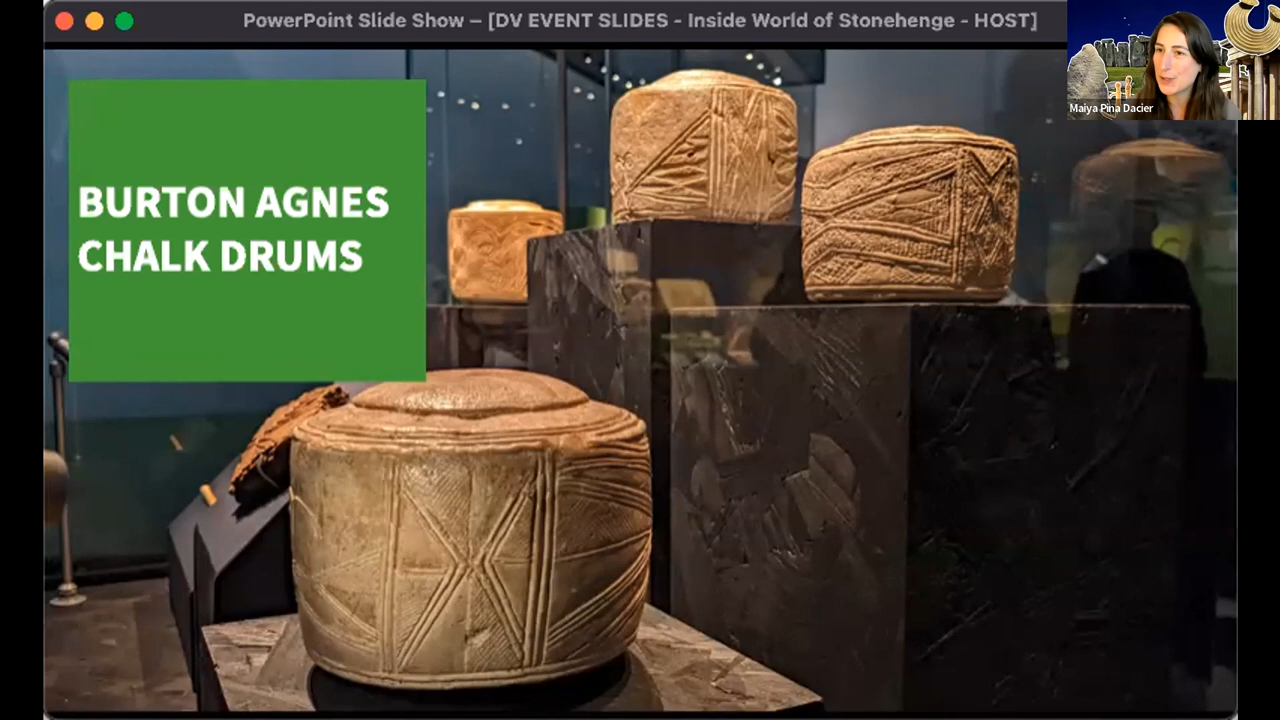 PowerPoint Slide Show – [DV EVENT SLIDES - Inside World of Stonehenge - HOST]
Maiya Pina Dacier
BURTON AGNES
CHALK DRUMS